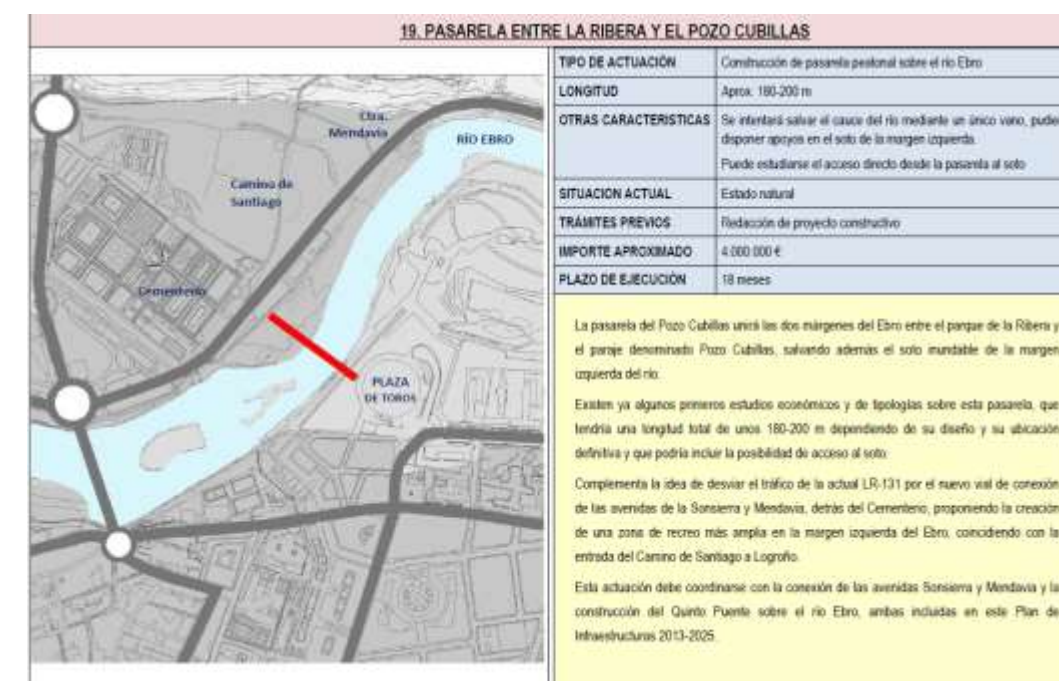 19. PASARELA ENTRE LA RIBERA Y EL POZO CUBILLAS
Ctra.
Mendavia
RÍO EBRO
Camino de
Santiago
Cementerio
PLAZA
DE TOROS
TIPO DE ACTUACIÓN Construcción de pasarela peatonal sobre el río Ebro
LONGITUD Aprox. 180-200 m
OTRAS CARACTERISTICAS Se intentará salvar el cauce del río mediante un único vano,
disponer apoyos en el soto de la margen izquierda.
Puede estudiarse el acceso directo desde la pasarela al soto
SITUACION ACTUAL Estado natural
TRÁMITES PREVIOS Redacción de proyecto constructivo
IMPORTE APROXIMADO 4.000.000 €
PLAZO DE EJECUCIÓN 18 meses
La pasarela del Pozo Cubillas unirá las dos márgenes del Ebro entre el parque de la Ribera y
el paraje denominado Pozo Cubillas, salvando además el soto inundable de la margen
izquierda del río.
Existen ya algunos primeros estudios económicos y de tipologías sobre esta pasarela, que
tendría una longitud total de unos 180-200 m dependiendo de su diseño y su ubicación
definitiva y que podría incluir la posibilidad de acceso al soto.
Complementa la idea de desviar el tráfico de la actual LR-131 por el nuevo vial de conexión
de las avenidas de la Sonsierra y Mendavia, detrás del Cementerio, proponiendo la creación
de una zona de recreo más amplia en la margen izquierda del Ebro, coincidiendo con la
entrada del Camino de Santiago a Logroño.
Esta actuación debe coordinarse con la conexión de las avenidas Sonsierra y Mendavia y la
construcción del Quinto Puente sobre el río Ebro, ambas incluidas en este Plan de
Infraestructuras 2013-2025.